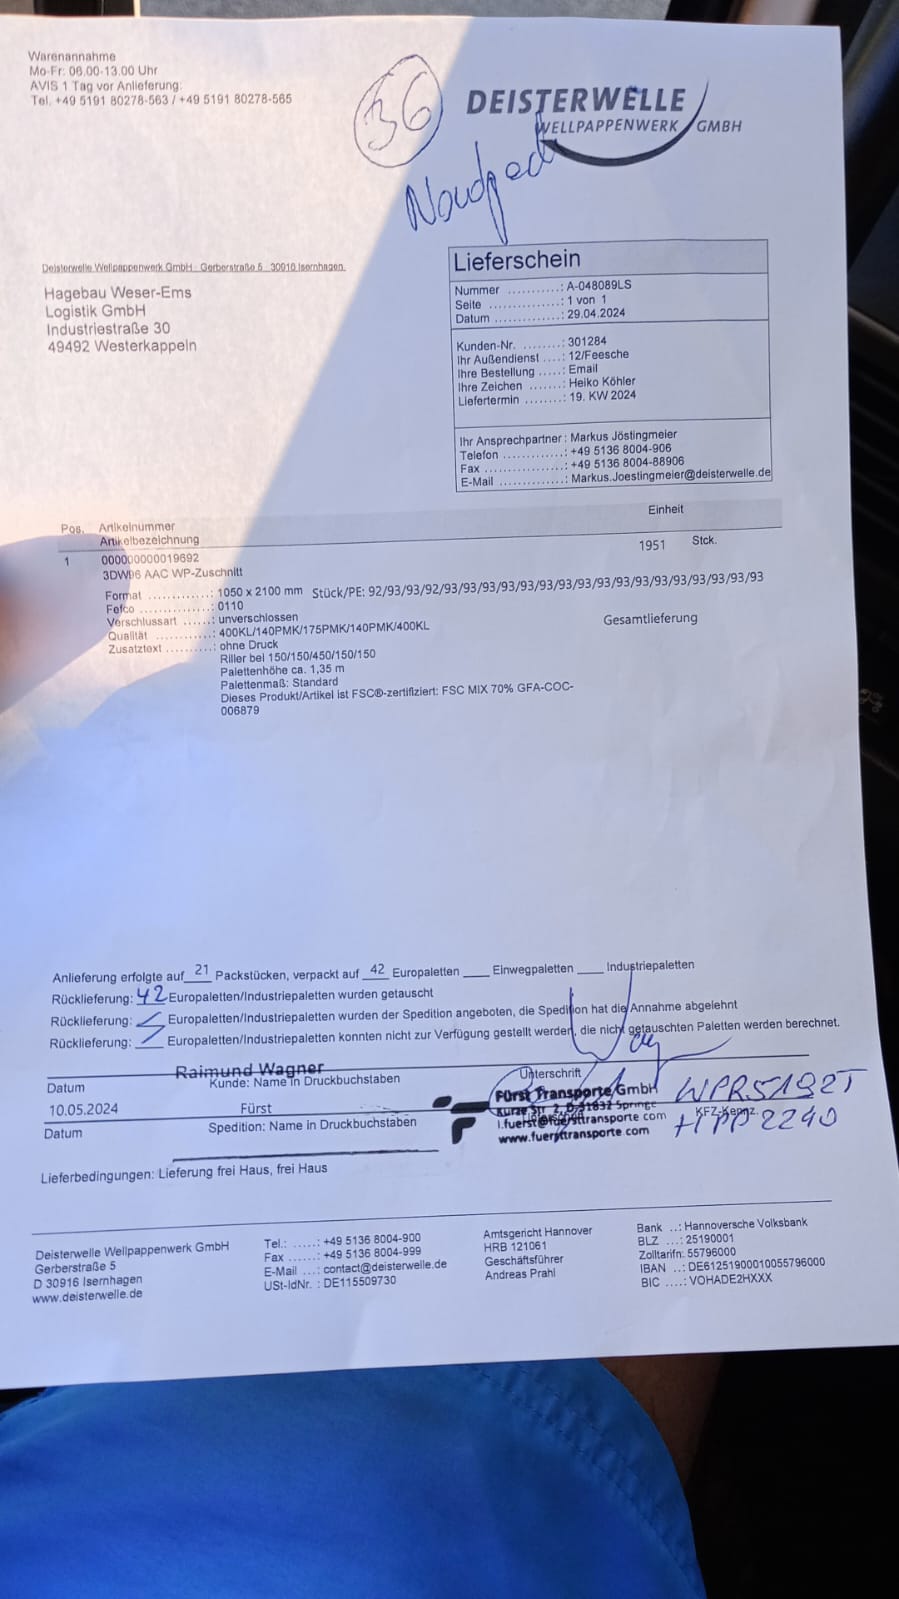 Warenannahme
Mo-Fr: 06.00-13.00 Uhr
AVIS 1 Tag vor Anlieferung:
Tel. +49 5191 80278-563 / +49 5191 80278-565
36
DEISTERWELLE
WELLPAPPENWERK GMBH
Deisterwelle Wellpappenwerk GmbH, Gerberstraße 5, 30916 Isernhagen,
Hagebau Weser-Ems
Logistik GmbH
Industriestraße 30
49492 Westerkappeln
Lieferschein
Nummer ..........: A-048089LS
Seite ..............: 1 von 1
Datum .............: 29.04.2024
Kunden-Nr. ........: 301284
Ihr Außendienst ....: 12/Feesche
Ihre Bestellung .....: Email
Ihre Zeichen .......: Heiko Köhler
Liefertermin ........: 19. KW 2024
Ihr Ansprechpartner : Markus Jöstingmeier
Telefon ............: +49 5136 8004-906
Fax ................: +49 5136 8004-88906
E-Mail .............: Markus.Joestingmeier@deisterwelle.de
Pos. Artikelnummer Einheit
Artikelbezeichnung
1 000000000019692 1951 Stck.
3DW96 AAC WP-Zuschnitt
Format ............: 1050 x 2100 mm Stück/PE: 92/93/93/92/93/93/93/93/93/93/93/93/93/93/93/93/93/93/93/93/93
Fefco ............: 0110
Verschlussart ......: unverschlossen Gesamtlieferung
Qualität ...........: 400KL/140PMK/175PMK/140PMK/400KL
Zusatztext .........: ohne Druck
Riller bei 150/150/450/150/150
Palettenhöhe ca. 1,35 m
Palettenmaß: Standard
Dieses Produkt/Artikel ist FSC®-zertifiziert: FSC MIX 70% GFA-COC-
006879
Anlieferung erfolgte auf 21 Packstücken, verpackt auf 42 Europaletten ___ Einwegpaletten ___ Industriepaletten
Rücklieferung: 42 Europaletten/Industriepaletten wurden getauscht
Rücklieferung: ___ Europaletten/Industriepaletten wurden der Spedition angeboten, die Spedition hat die Annahme abgelehnt
Rücklieferung: ___ Europaletten/Industriepaletten konnten nicht zur Verfügung gestellt werden, die nicht getauschten Paletten werden berechnet.
Raimund Wagner
Datum Kunde: Name in Druckbuchstaben Unterschrift
10.05.2024 Fürst
Fürst Transporte GmbH WPR5192T
Kurze Str. 2, D-31832 Springe
l.fuerst@fuersttransporte.com KFZ-Kennz. HPP2240
www.fuersttransporte.com
Datum Spedition: Name in Druckbuchstaben
Lieferbedingungen: Lieferung frei Haus, frei Haus
Deisterwelle Wellpappenwerk GmbH
Gerberstraße 5
D 30916 Isernhagen
www.deisterwelle.de
Tel.: .....: +49 5136 8004-900
Fax ......: +49 5136 8004-999
E-Mail ...: contact@deisterwelle.de
USt-IdNr. : DE115509730
Amtsgericht Hannover
HRB 121061
Geschäftsführer
Andreas Prahl
Bank ..: Hannoversche Volksbank
BLZ ...: 25190001
Zolltarifn: 55796000
IBAN ..: DE61251900010055796000
BIC ....: VOHADE2HXXX